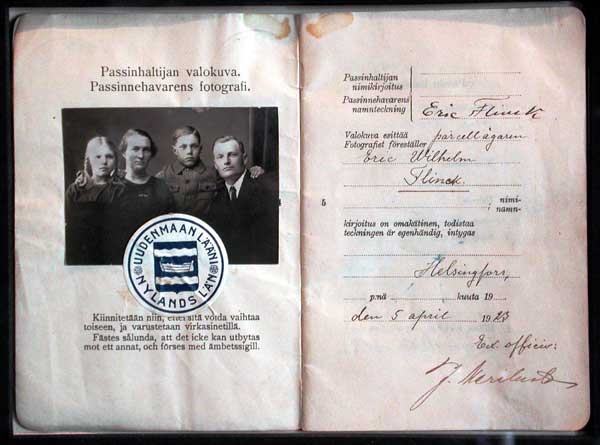 Passinhaltijan valokuva.
Passinnehavarens fotografi.
UUDENMAAN LÄÄNI
NYLANDS LÄN
Kiinnitetään niin, ettei sitä voida vaihtaa
toiseen, ja varustetaan virkasinetillä.
Fästes sålunda, att det icke kan utbytas
mot ett annat, och förses med ämbetssigill.
Passinhaltijan
nimikirjoitus
Passinnehavarens
namnteckning
Eric Flinck
Valokuva esittää
Fotografiet föreställer
parcellägaren
Eric Wilhelm
Flinck.
5
; nimi-
namn-
kirjoitus on omakätinen, todistaa
teckningen är egenhändig, intygas
Helsingfors,
p:nä kuuta 19
den 5 april 1923
Ex officio: